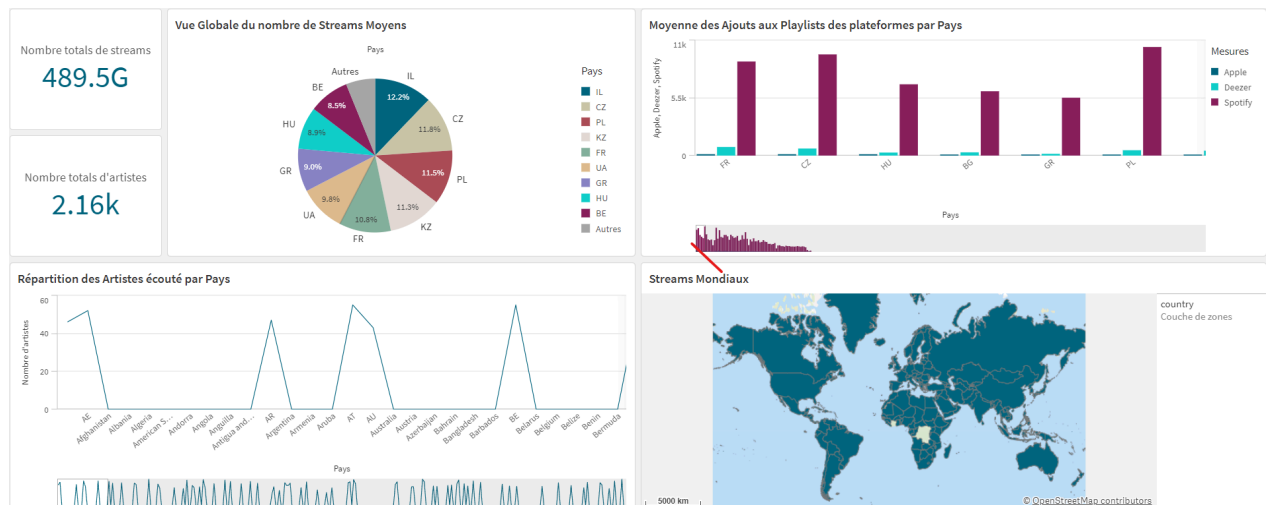 Nombre totals de streams
489.5G
Nombre totals d'artistes
2.16k
Vue Globale du nombre de Streams Moyens
Pays
Autres
IL
BE
CZ
HU
GR
PL
UA
KZ
FR
12.2%
11.8%
11.5%
11.3%
10.8%
9.8%
9.0%
8.9%
8.5%
Pays
IL
CZ
PL
KZ
FR
UA
GR
HU
BE
Autres
Moyenne des Ajouts aux Playlists des plateformes par Pays
Apple, Deezer, Spotify
11k
5.5k
0
FR
CZ
HU
BG
GR
PL
Pays
Mesures
Apple
Deezer
Spotify
Répartition des Artistes écouté par Pays
Nombre d'artistes
60
40
20
0
AE
Afghanistan
Albania
Algeria
American S...
Andorra
Angola
Anguilla
Antigua and...
AR
Argentina
Armenia
Aruba
AT
AU
Australia
Austria
Azerbaijan
Bahrain
Bangladesh
Barbados
BE
Belarus
Belgium
Belize
Benin
Bermuda
Pays
Streams Mondiaux
country
Couche de zones
5000 km
© OpenStreetMap contributors